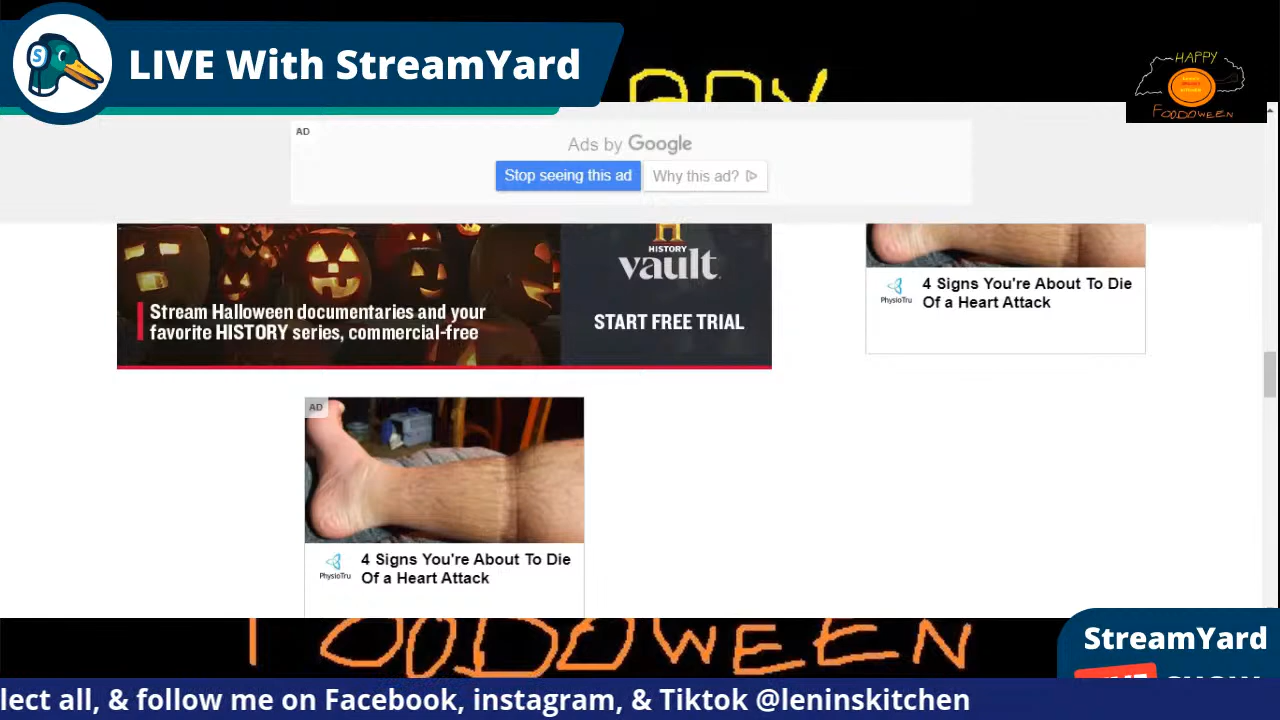 S
LIVE With StreamYard
HAPPY
FOODOWEEN
AD
Ads by Google
Stop seeing this ad
Why this ad?
HISTORY
vault
Stream Halloween documentaries and your
favorite HISTORY series, commercial-free
START FREE TRIAL
PhysioTru
4 Signs You're About To Die
Of a Heart Attack
AD
PhysioTru
4 Signs You're About To Die
Of a Heart Attack
FOODOWEEN
StreamYard
lect all, & follow me on Facebook, instagram, & Tiktok @leninskitchen